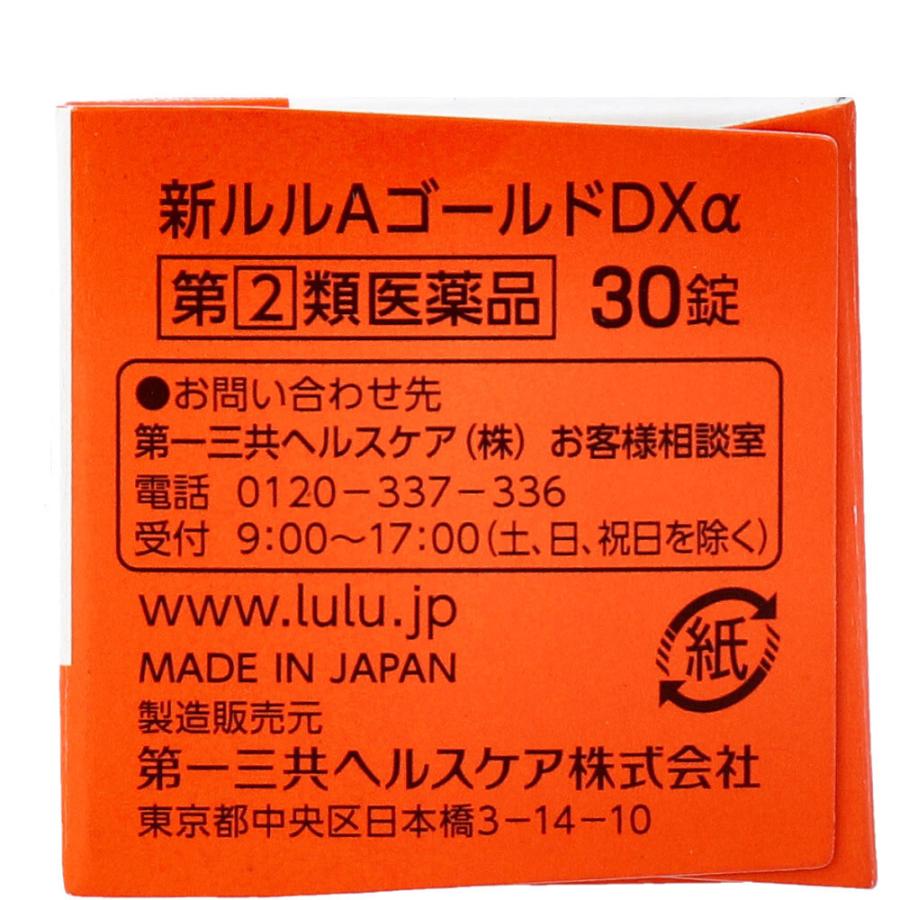 新ルルAゴールドDXα
第②類医薬品 30錠
●お問い合わせ先
第一三共ヘルスケア(株) お客様相談室
電話 0120-337-336
受付 9:00~17:00(土、日、祝日を除く)
www.lulu.jp
MADE IN JAPAN
紙
製造販売元
第一三共ヘルスケア株式会社
東京都中央区日本橋3-14-10